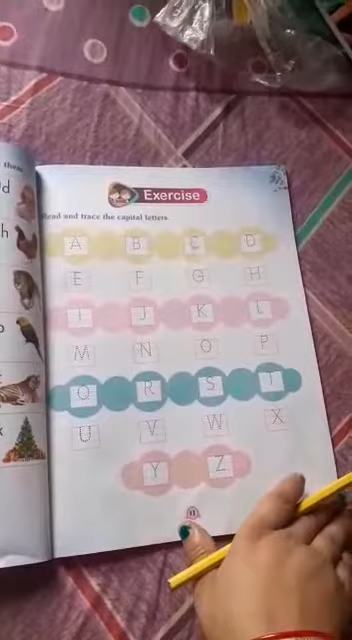 Exercise
Read and trace the capital letters.
A B C D
E F G H
I J K L
M N O P
Q R S T
U V W X
Y Z